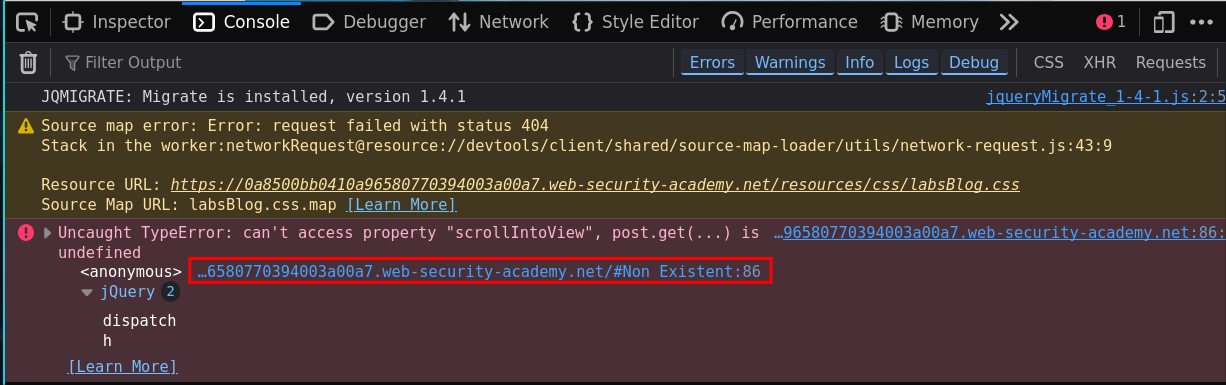 Inspector Console Debugger Network Style Editor Performance Memory 1
Filter Output Errors Warnings Info Logs Debug CSS XHR Requests
JQMIGRATE: Migrate is installed, version 1.4.1 jqueryMigrate_1-4-1.js:2:5
Source map error: Error: request failed with status 404
Stack in the worker:networkRequest@resource://devtools/client/shared/source-map-loader/utils/network-request.js:43:9
Resource URL: https://0a8500bb0410a96580770394003a00a7.web-security-academy.net/resources/css/labsBlog.css
Source Map URL: labsBlog.css.map [Learn More]
Uncaught TypeError: can't access property "scrollIntoView", post.get(...) is …96580770394003a00a7.web-security-academy.net:86:
undefined
<anonymous> …6580770394003a00a7.web-security-academy.net/#Non Existent:86
jQuery 2
dispatch
h
[Learn More]